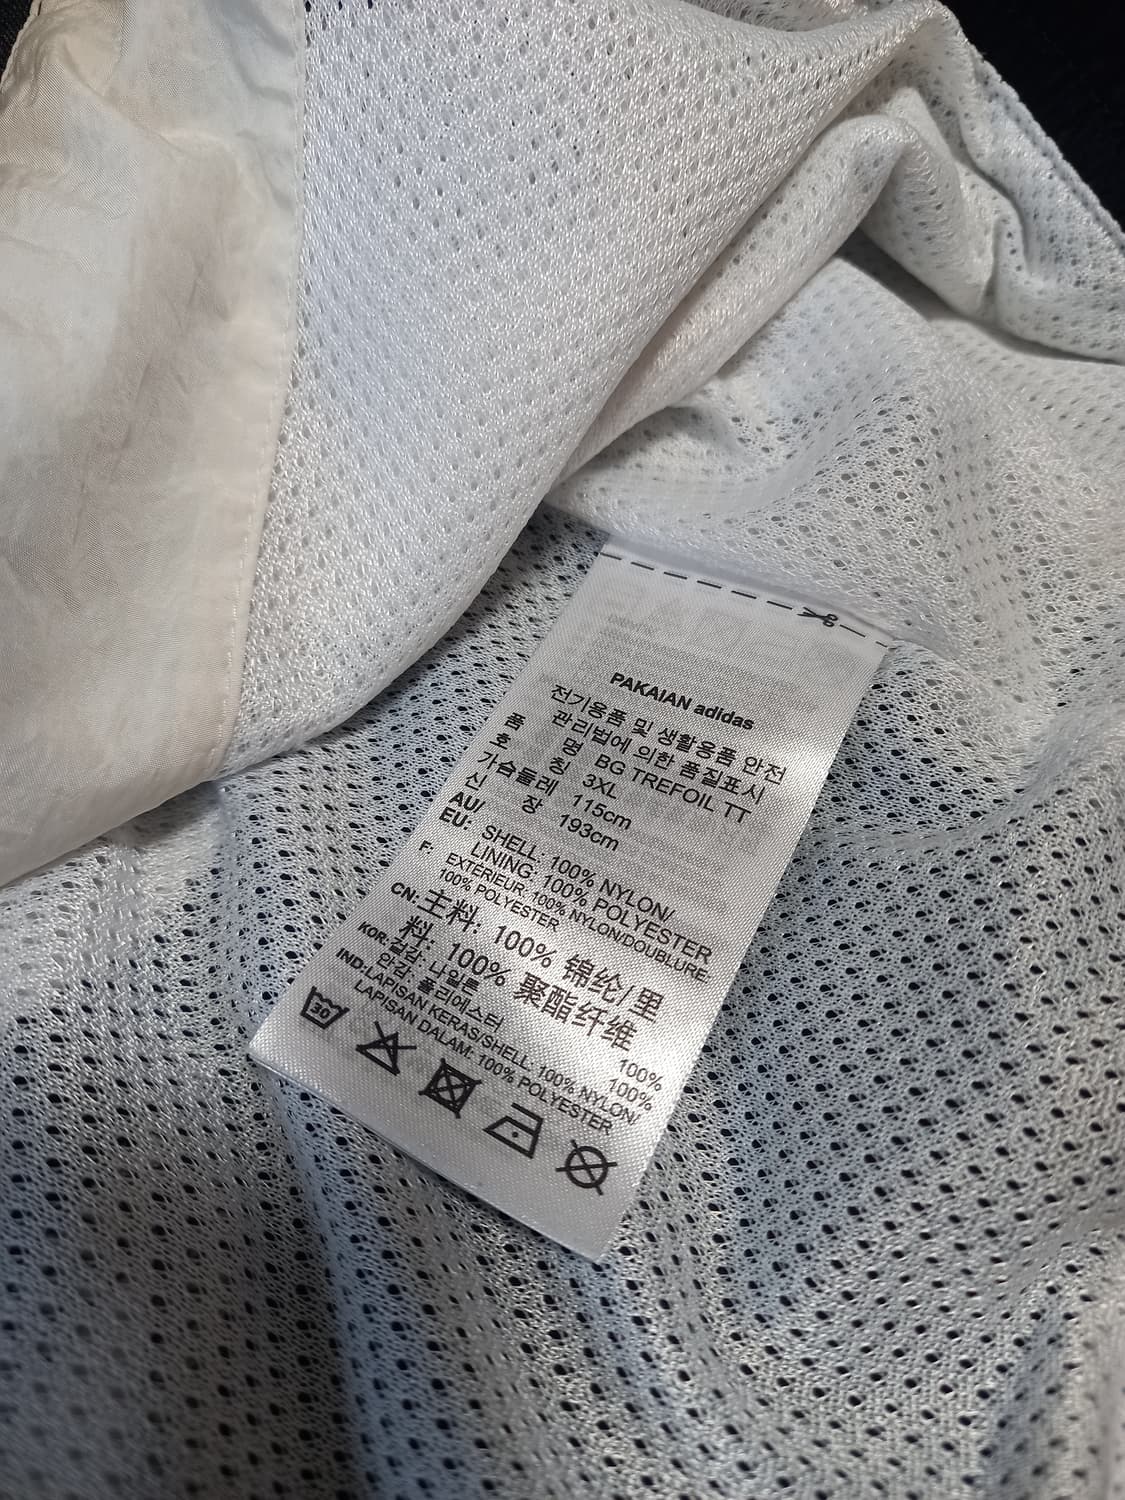 PAKAIAN adidas
전기용품 및 생활용품 안전
관리법에 의한 품질표시
품 명 BG TREFOIL TT
호 칭 3XL
가슴둘레 115cm
신 장 193cm
AU/
EU: SHELL: 100% NYLON/
LINING: 100% POLYESTER
F: EXTERIEUR: 100% NYLON/DOUBLURE:
100% POLYESTER
CN: 主料: 100% 锦纶/里
料: 100% 聚酯纤维
KOR: 겉감: 나일론 100%
안감: 폴리에스터 100%
IND: LAPISAN KERAS/SHELL: 100% NYLON/
LAPISAN DALAM: 100% POLYESTER
30